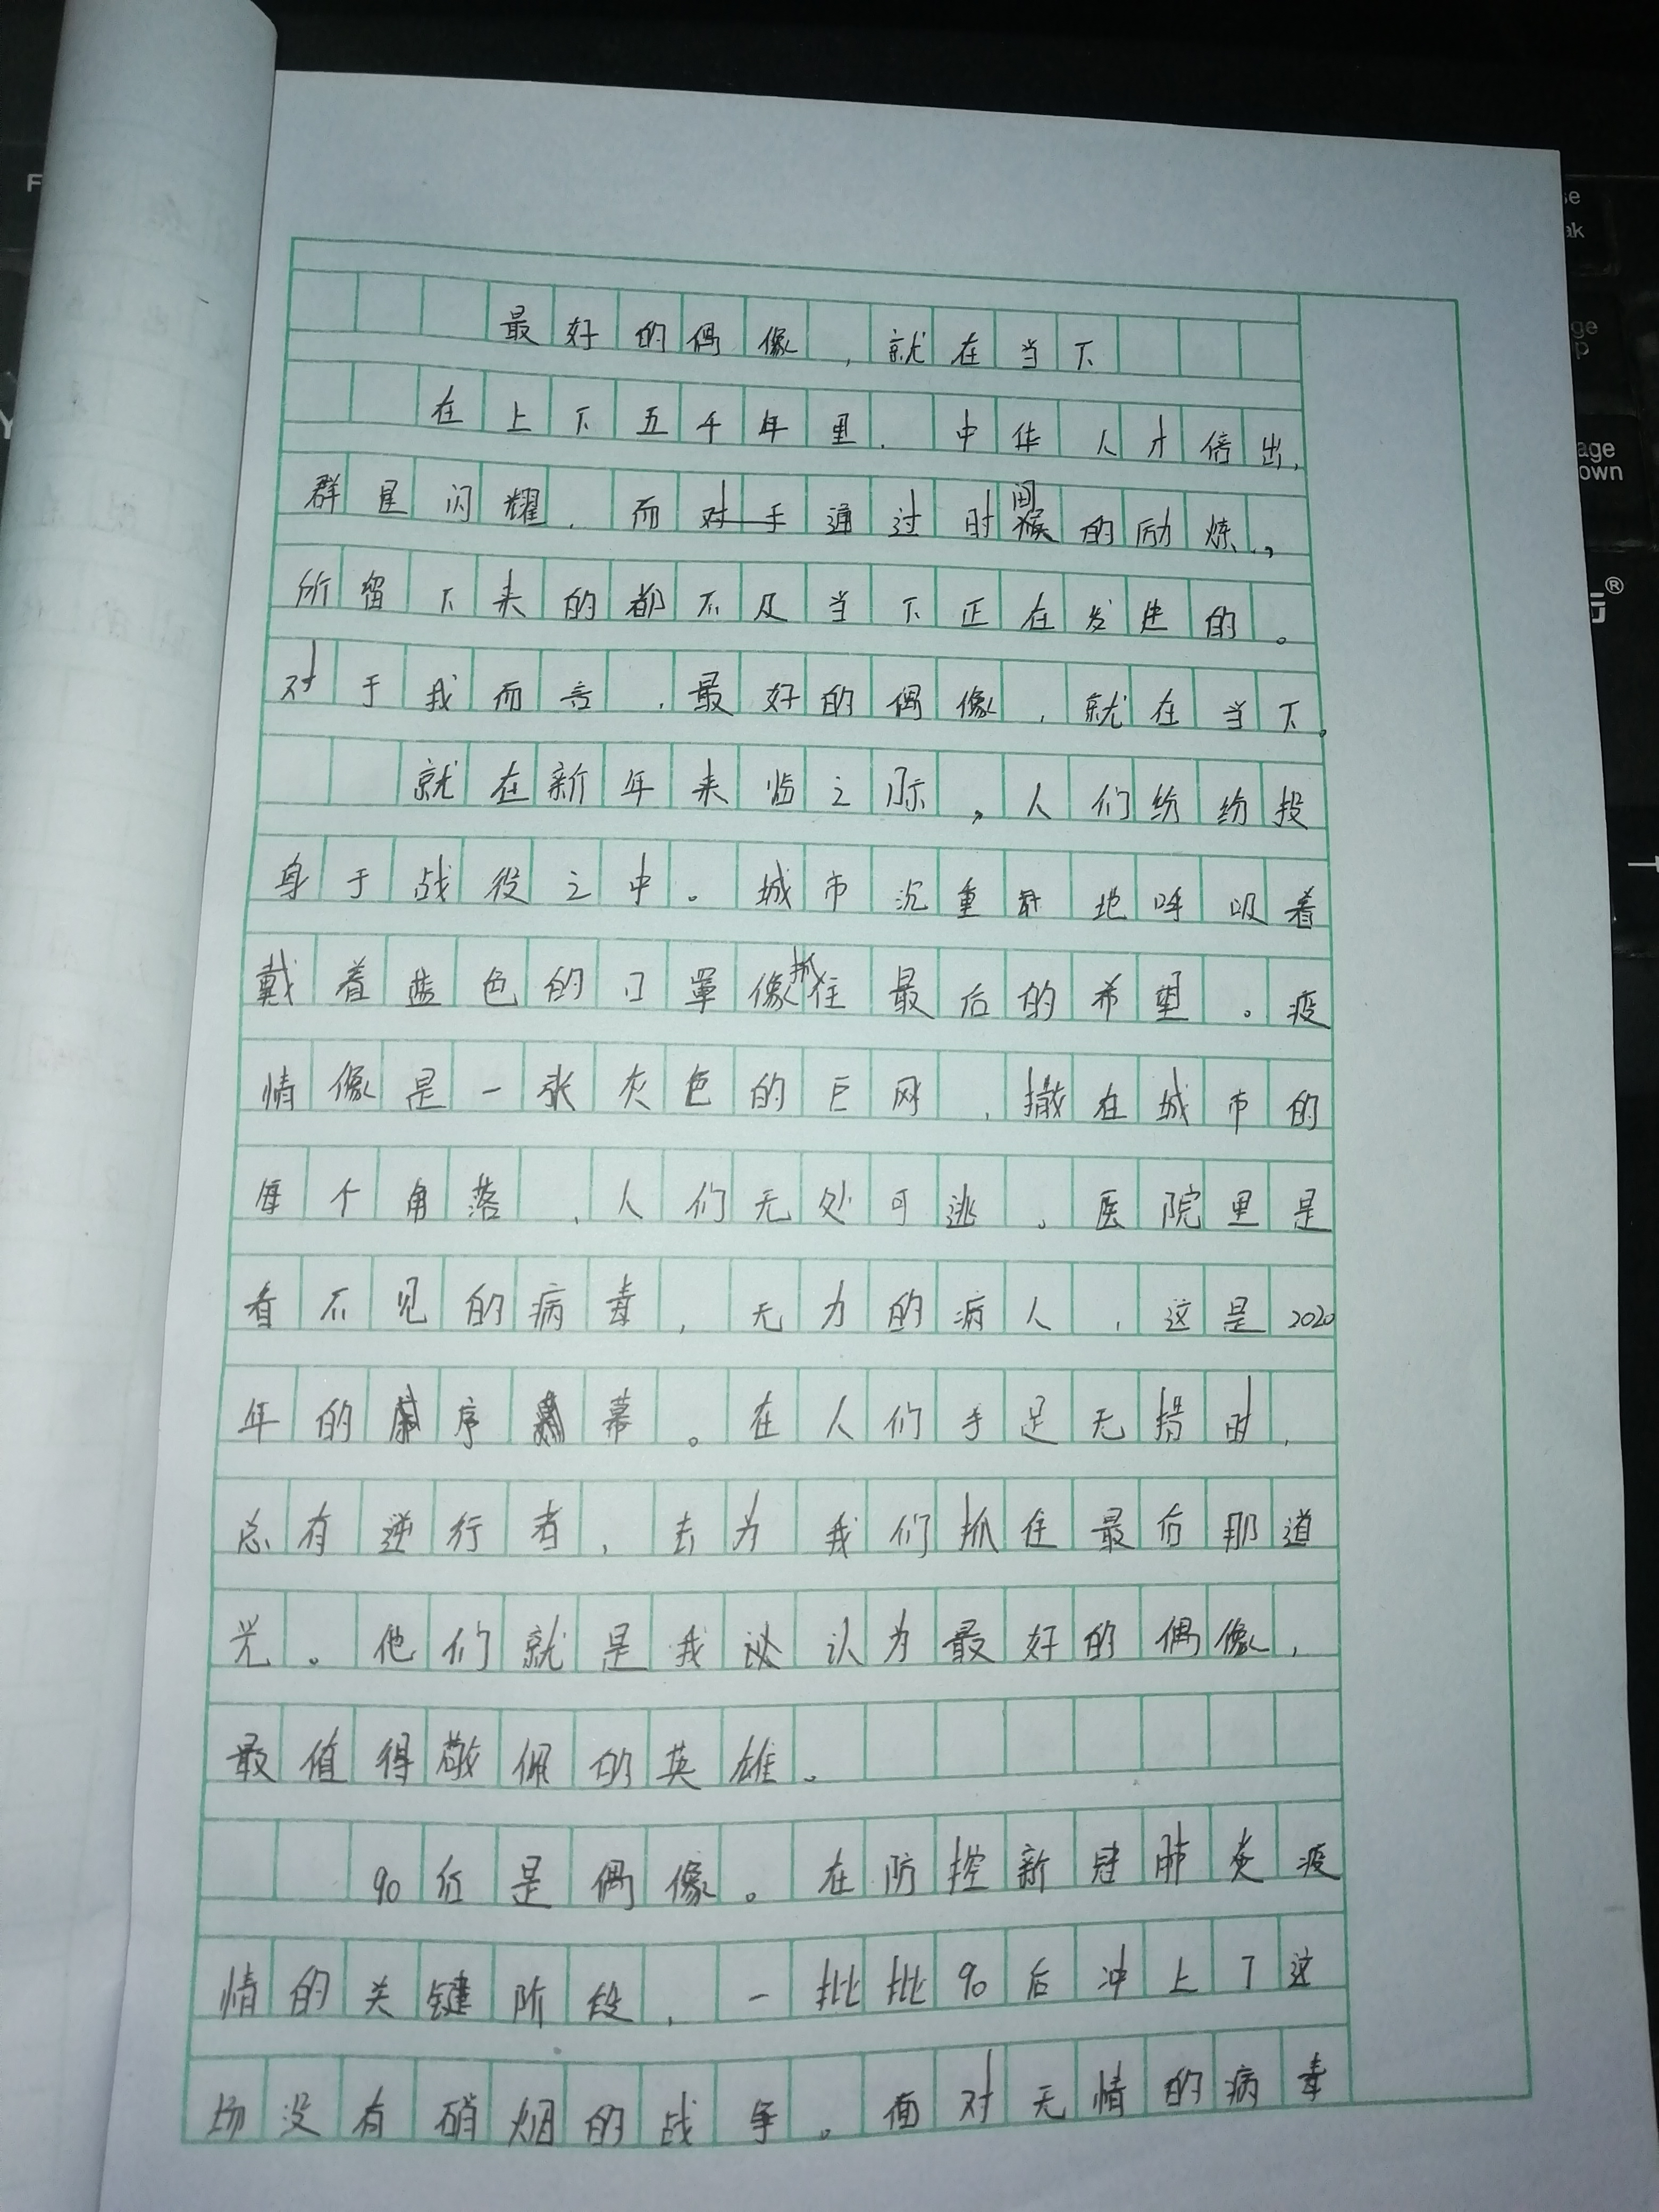 最好的偶像，就在当下
在上下五千年里，中华人才倍出，
群星闪耀，而通过时间的励炼，
所留下来的都不及当下正在发生的。
对于我而言，最好的偶像，就在当下。
就在新年来临之际，人们纷纷投
身于战役之中。城市沉重地呼吸着
戴着蓝色的口罩像抓住最后的希望。疫
情像是一张灰色的巨网，撒在城市的
每个角落，人们无处可逃。医院里是
看不见的病毒，无力的病人，这是2020
年的序幕。在人们手足无措时，
总有逆行者，去为我们抓住最后那道
光。他们就是我认为最好的偶像，
最值得敬佩的英雄。
90后是偶像。在防控新冠肺炎疫
情的关键阶段，一批批90后冲上了这
场没有硝烟的战争。面对无情的病毒
age
own